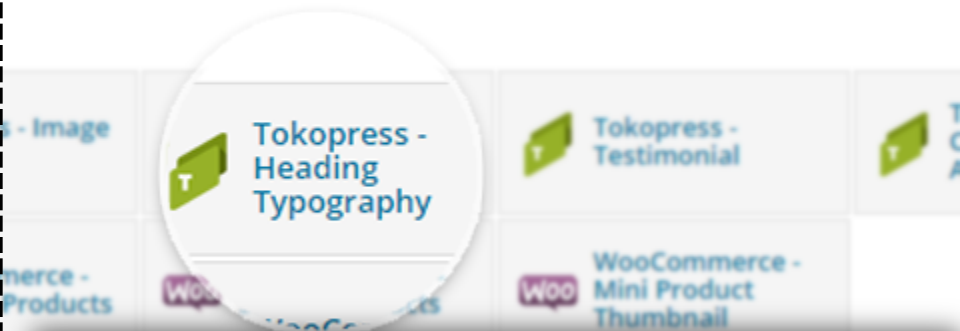 s - Image
T
Tokopress -
Heading
Typography
T
Tokopress -
Testimonial
T
merce -
Products
Woo
WooCommerce -
Mini Product
Thumbnail